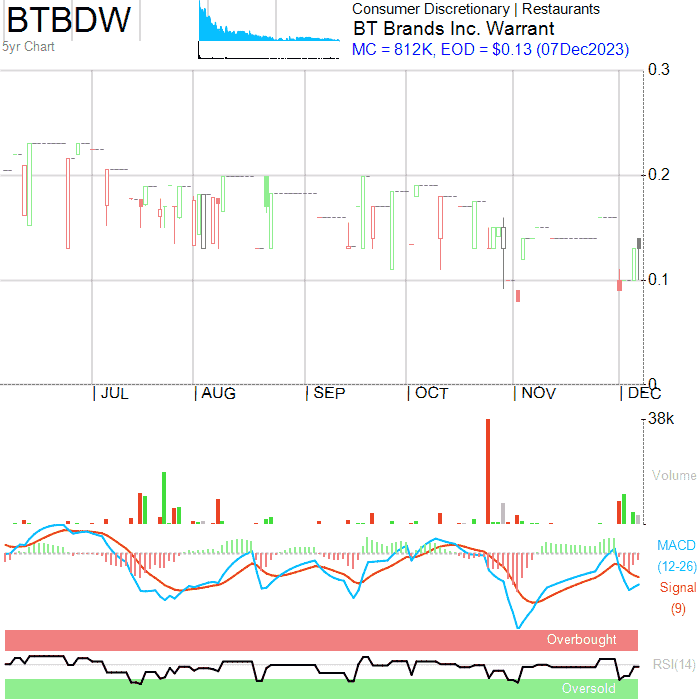 BTBDW
5yr Chart
Consumer Discretionary | Restaurants
BT Brands Inc. Warrant
MC = 812K, EOD = $0.13 (07Dec2023)
0.3
0.2
0.1
0
JUL
AUG
SEP
OCT
NOV
DEC
38k
Volume
MACD
(12-26)
Signal
(9)
Overbought
RSI(14)
Oversold